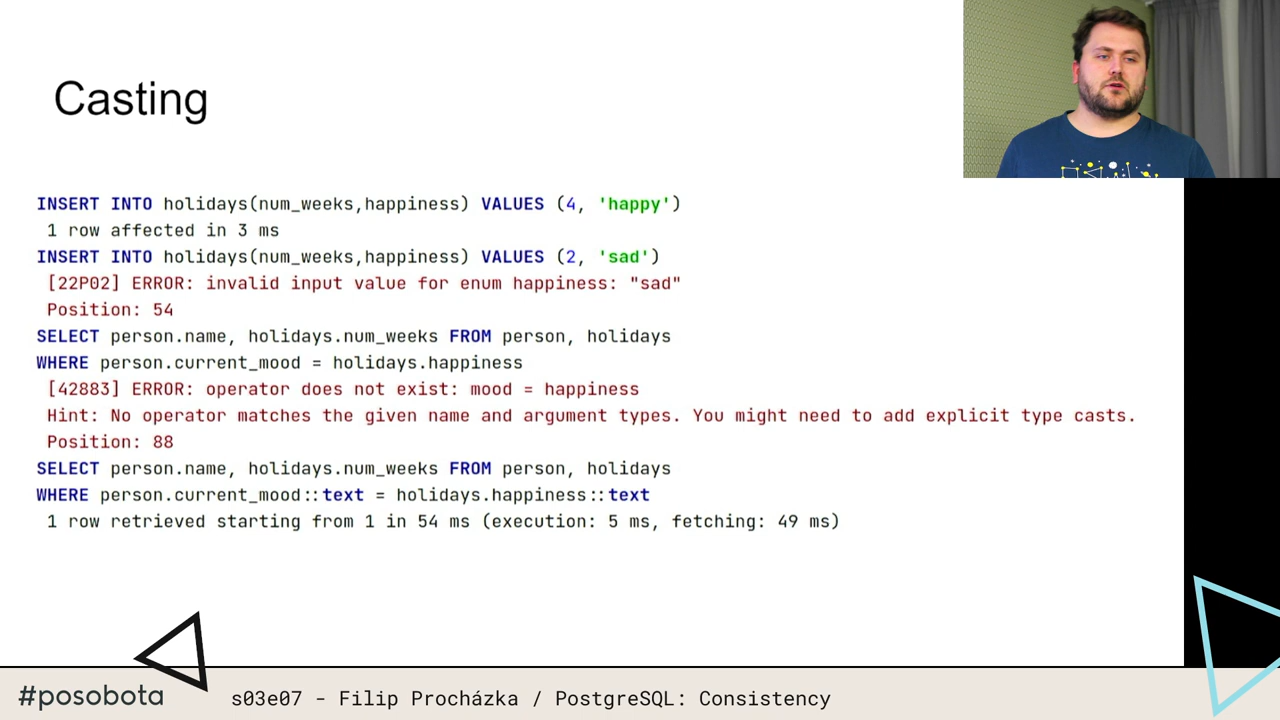 Casting
INSERT INTO holidays(num_weeks,happiness) VALUES (4, 'happy')
1 row affected in 3 ms
INSERT INTO holidays(num_weeks,happiness) VALUES (2, 'sad')
[22P02] ERROR: invalid input value for enum happiness: "sad"
Position: 54
SELECT person.name, holidays.num_weeks FROM person, holidays
WHERE person.current_mood = holidays.happiness
[42883] ERROR: operator does not exist: mood = happiness
Hint: No operator matches the given name and argument types. You might need to add explicit type casts.
Position: 88
SELECT person.name, holidays.num_weeks FROM person, holidays
WHERE person.current_mood::text = holidays.happiness::text
1 row retrieved starting from 1 in 54 ms (execution: 5 ms, fetching: 49 ms)
#posobota
s03e07 - Filip Procházka / PostgreSQL: Consistency